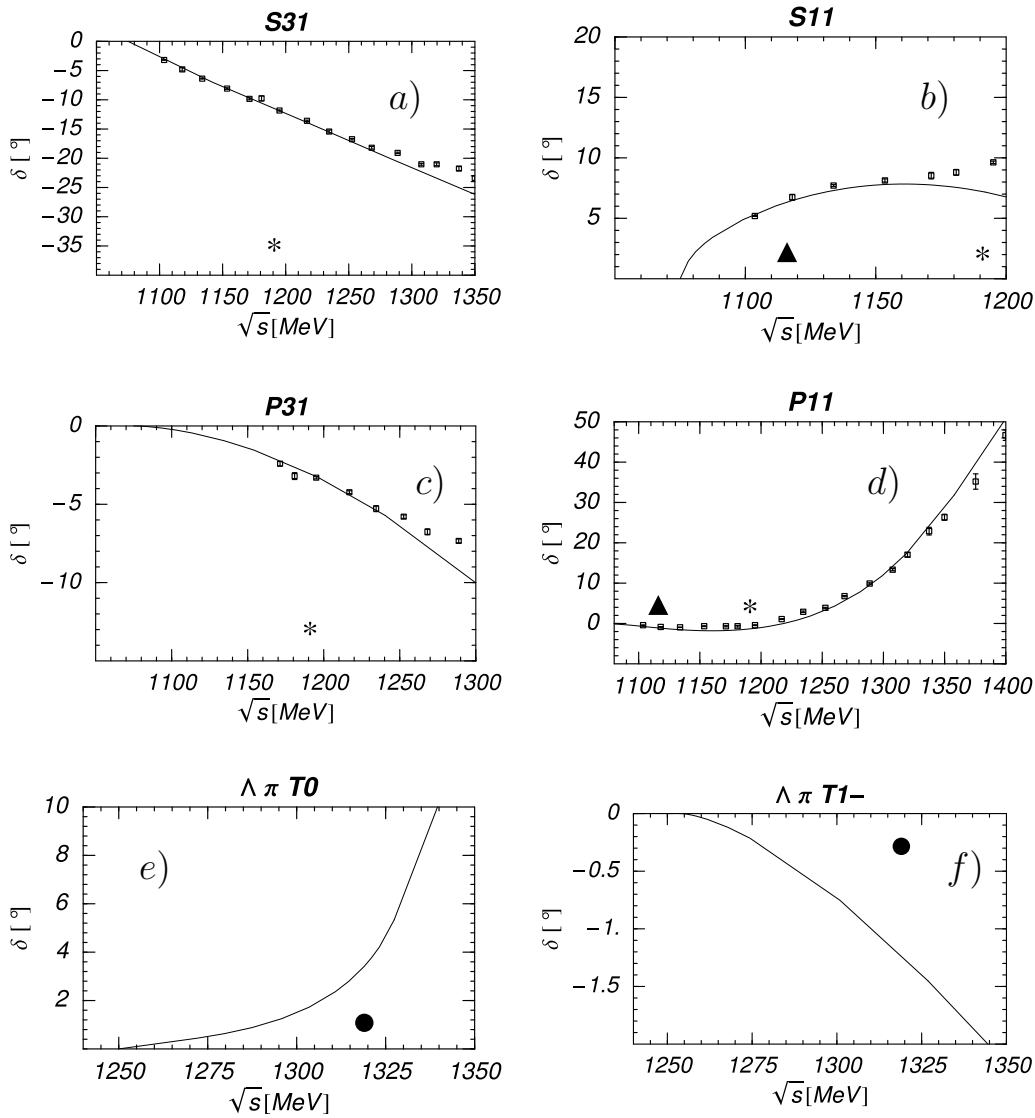 S31
0
−5
−10
−15
−20
−25
−30
−35
δ [ °]
a)
*
1100 1150 1200 1250 1300 1350
√s[MeV]
S11
20
15
10
5
δ [ °]
b)
▲ *
1100 1150 1200
√s[MeV]
P31
0
−5
−10
δ [ °]
c)
*
1100 1150 1200 1250 1300
√s[MeV]
P11
50
40
30
20
10
0
δ [ °]
d)
▲ *
1100 1150 1200 1250 1300 1350 1400
√s[MeV]
Λ π T0
10
8
6
4
2
δ [ °]
e)
1250 1275 1300 1325 1350
√s[MeV]
Λ π T1−
0
−0.5
−1.
−1.5
δ [ °]
f)
1250 1275 1300 1325 1350
√s[MeV]